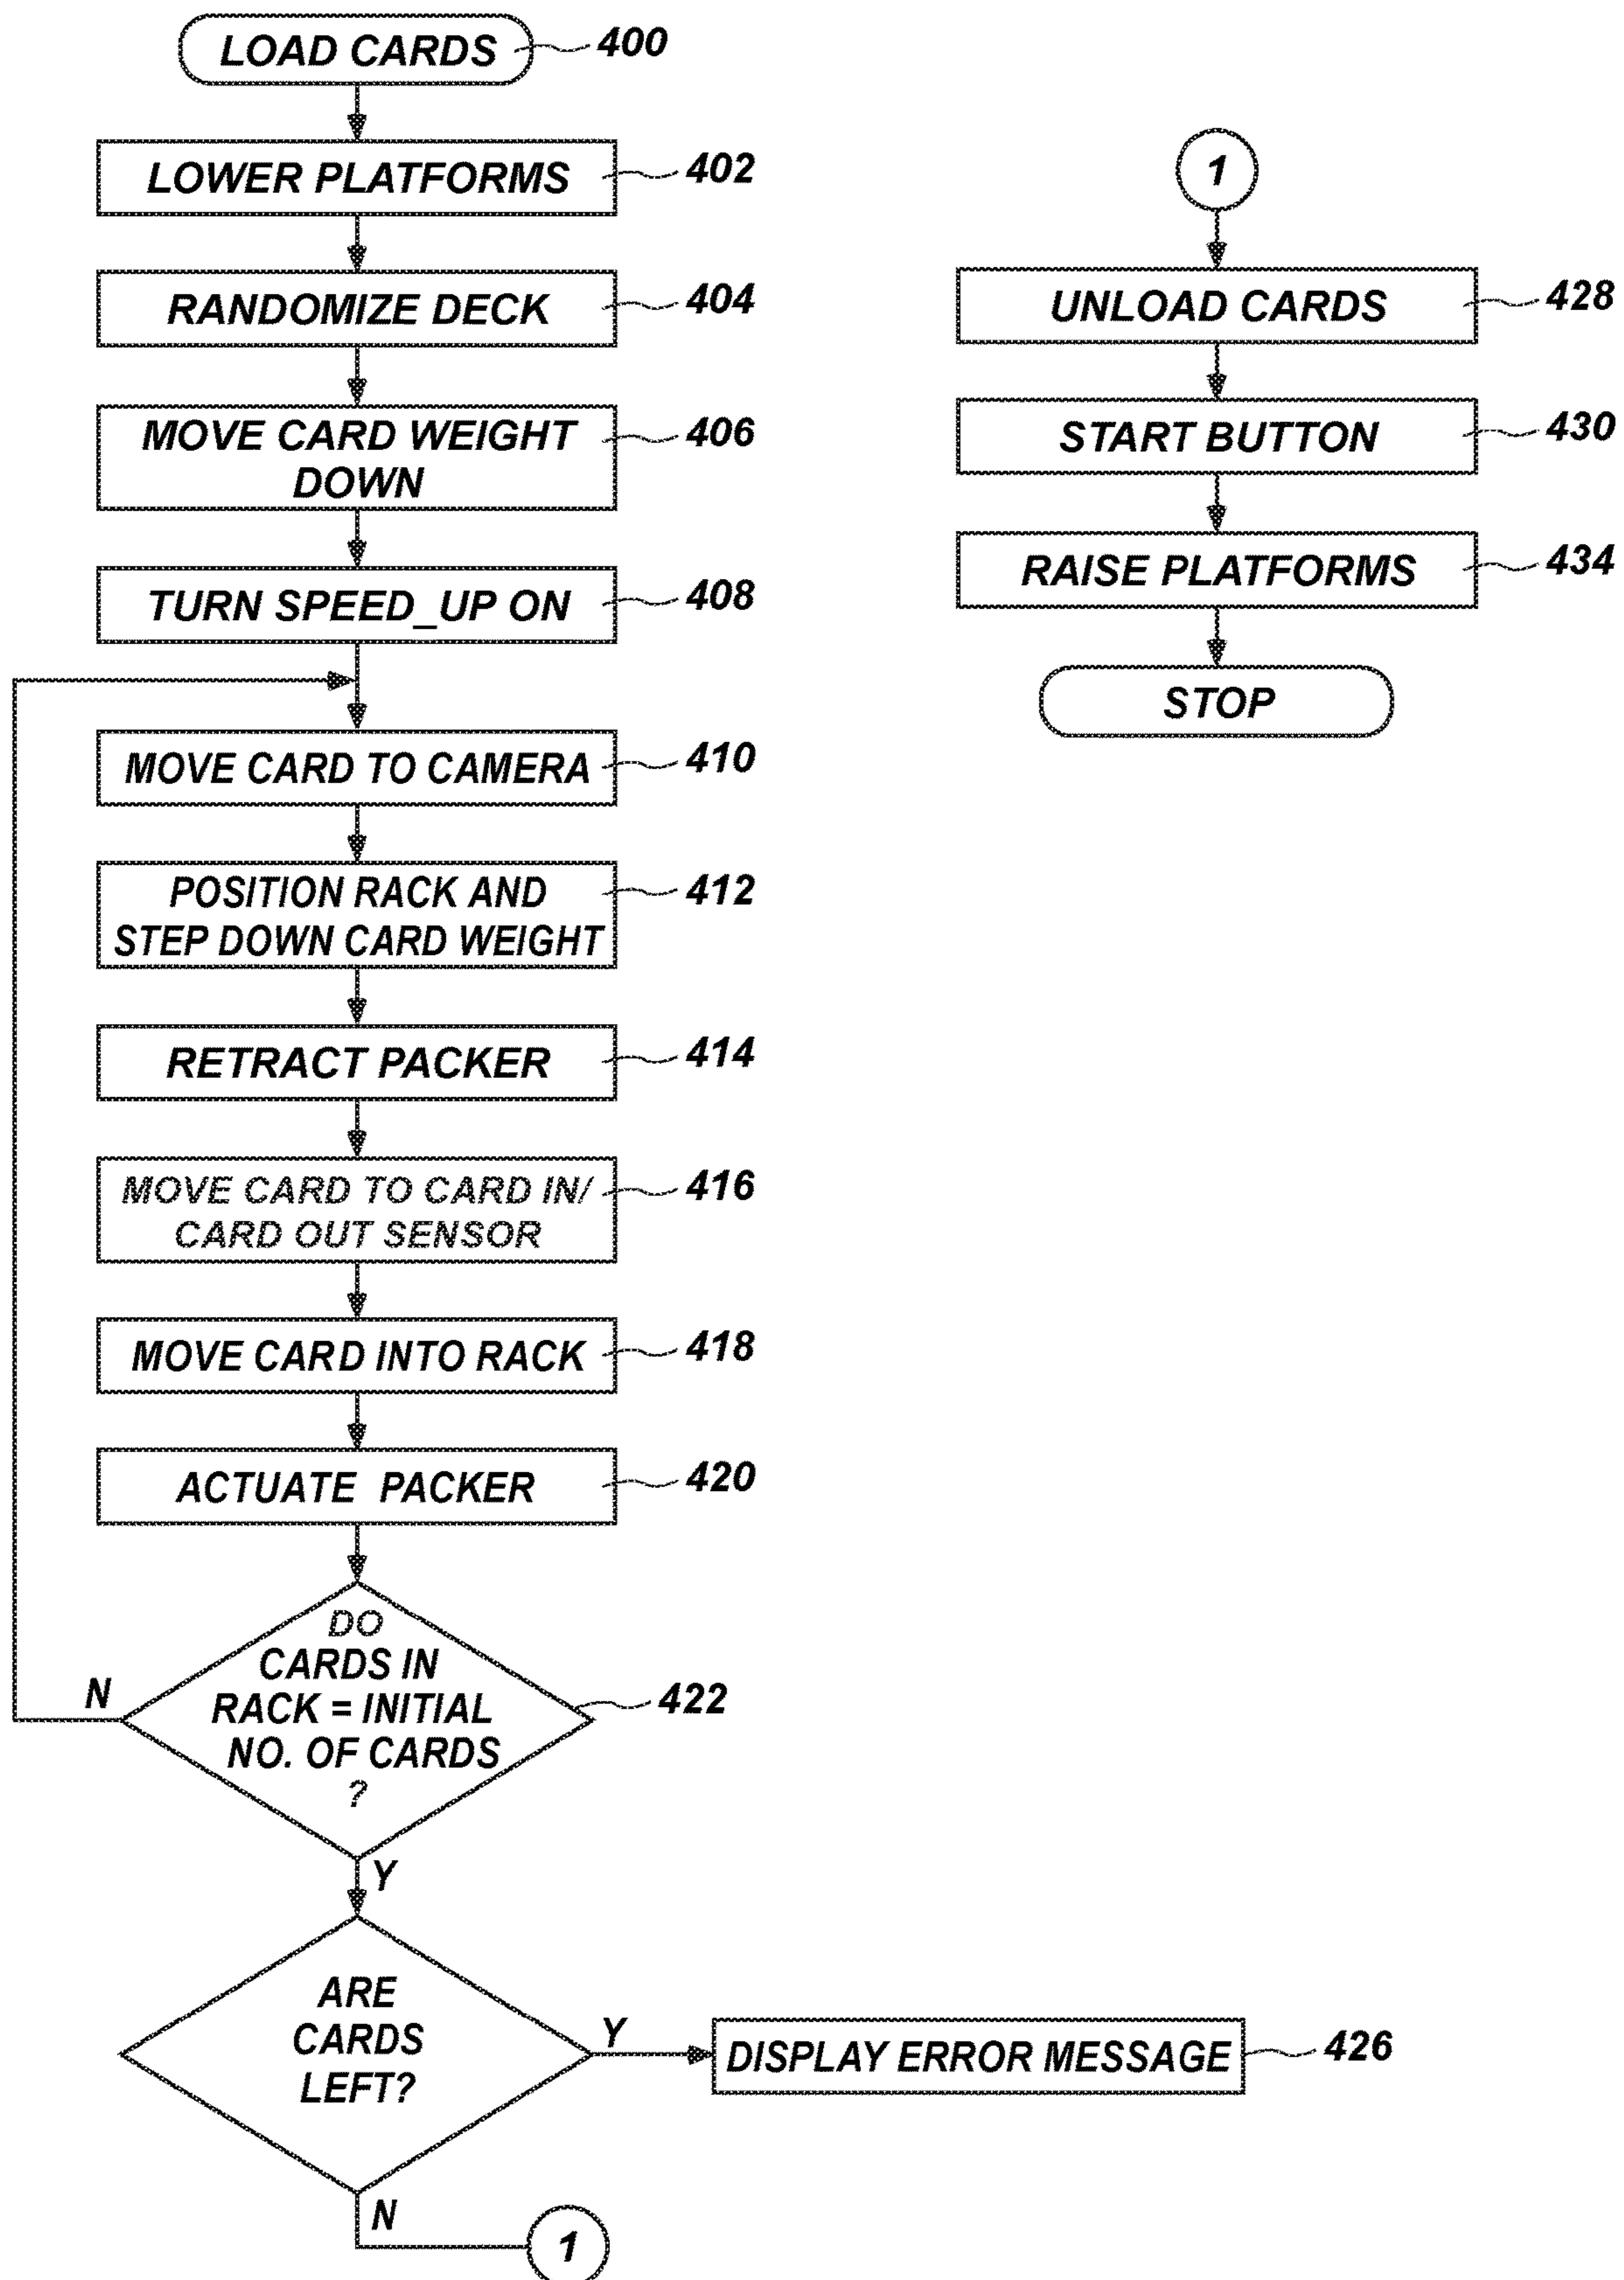 LOAD CARDS
400
LOWER PLATFORMS
402
RANDOMIZE DECK
404
MOVE CARD WEIGHT
DOWN
406
TURN SPEED_UP ON
408
MOVE CARD TO CAMERA
410
POSITION RACK AND
STEP DOWN CARD WEIGHT
412
RETRACT PACKER
414
MOVE CARD TO CARD IN/
CARD OUT SENSOR
416
MOVE CARD INTO RACK
418
ACTUATE PACKER
420
DO
CARDS IN
RACK = INITIAL
NO. OF CARDS
?
422
N
Y
ARE
CARDS
LEFT?
Y
DISPLAY ERROR MESSAGE
426
N
1
1
UNLOAD CARDS
428
START BUTTON
430
RAISE PLATFORMS
434
STOP